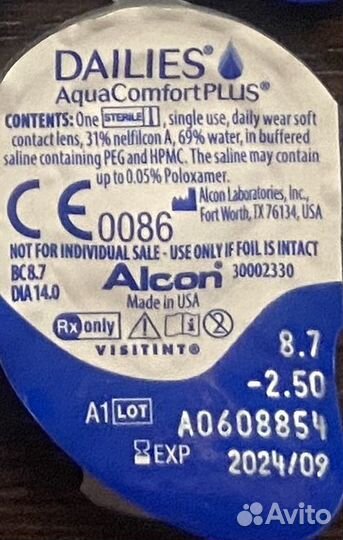 DAILIES®
AquaComfortPLUS®
CONTENTS: One STERILE, single use, daily wear soft
contact lens, 31% nelfilcon A, 69% water, in buffered
saline containing PEG and HPMC. The saline may contain
up to 0.05% Poloxamer.
CE 0086
Alcon Laboratories, Inc.,
Fort Worth, TX 76134, USA
NOT FOR INDIVIDUAL SALE - USE ONLY IF FOIL IS INTACT
BC 8.7
DIA 14.0
Alcon® 30002330
Made in USA
Rx only
VISITINT®
8.7
-2.50
A1 LOT A0608854
EXP 2024/09
Avito